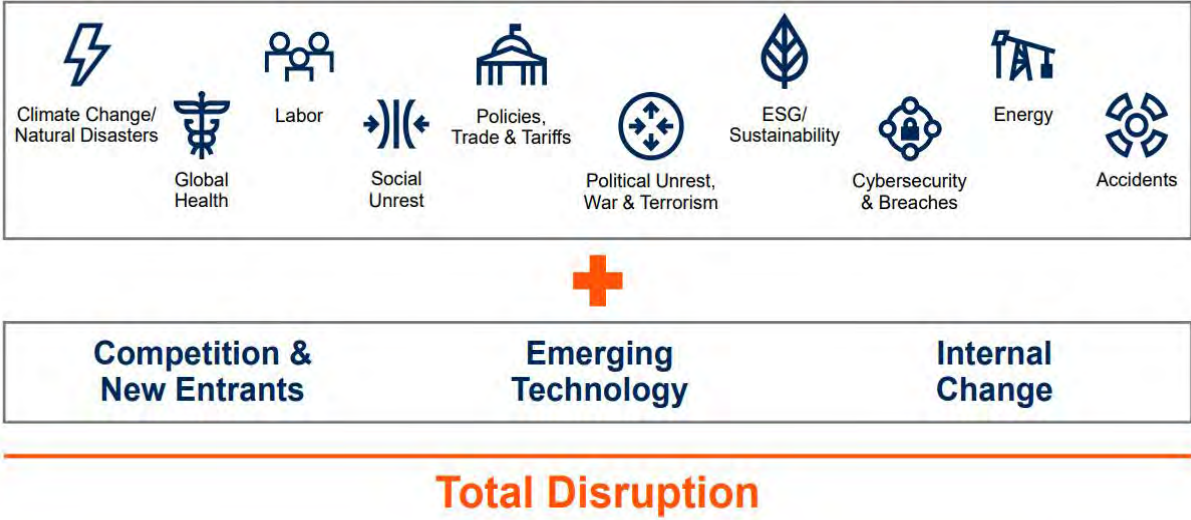 Climate Change/
Natural Disasters
Global
Health
Labor
Social
Unrest
Policies,
Trade & Tariffs
Political Unrest,
War & Terrorism
ESG/
Sustainability
Cybersecurity
& Breaches
Energy
Accidents
Competition &
New Entrants
Emerging
Technology
Internal
Change
Total Disruption